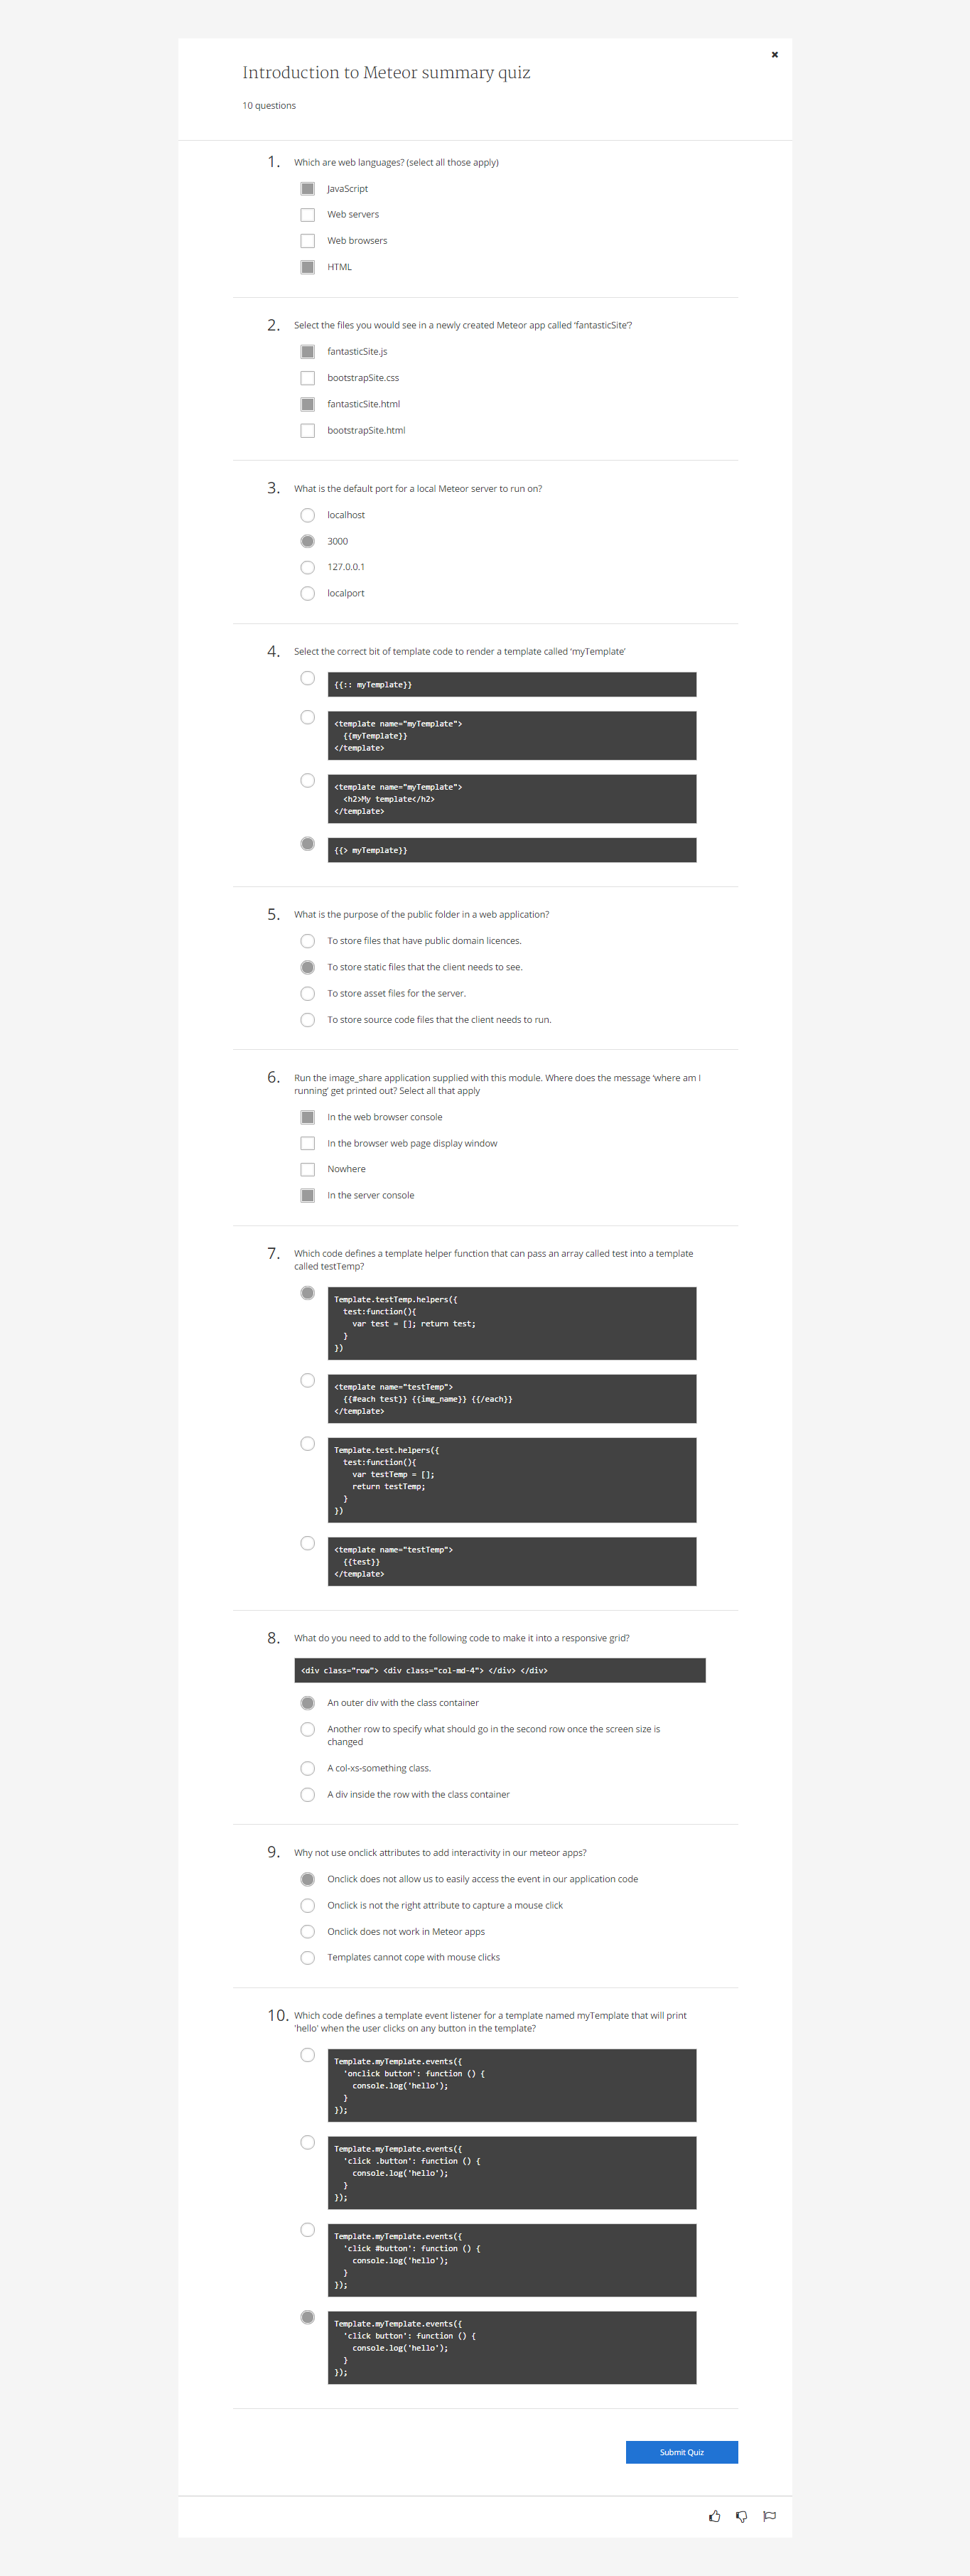 Introduction to Meteor summary quiz
10 questions
1. Which are web languages? (select all those apply)
JavaScript
Web servers
Web browsers
HTML
2. Select the files you would see in a newly created Meteor app called 'fantasticSite'?
fantasticSite.js
bootstrapSite.css
fantasticSite.html
bootstrapSite.html
3. What is the default port for a local Meteor server to run on?
localhost
3000
127.0.0.1
localport
4. Select the correct bit of template code to render a template called 'myTemplate'
{{:: myTemplate}}
<template name="myTemplate">
{{myTemplate}}
</template>
<template name="myTemplate">
<h2>My template</h2>
</template>
{{> myTemplate}}
5. What is the purpose of the public folder in a web application?
To store files that have public domain licences.
To store static files that the client needs to see.
To store asset files for the server.
To store source code files that the client needs to run.
6. Run the image_share application supplied with this module. Where does the message 'where am I
running' get printed out? Select all that apply
In the web browser console
In the browser web page display window
Nowhere
In the server console
7. Which code defines a template helper function that can pass an array called test into a template
called testTemp?
Template.testTemp.helpers({
test:function(){
var test = []; return test;
}
})
<template name="testTemp">
{{#each test}} {{img_name}} {{/each}}
</template>
Template.test.helpers({
test:function(){
var testTemp = [];
return testTemp;
}
})
<template name="testTemp">
{{test}}
</template>
8. What do you need to add to the following code to make it into a responsive grid?
<div class="row"> <div class="col-md-4"> </div> </div>
An outer div with the class container
Another row to specify what should go in the second row once the screen size is
changed
A col-xs-something class.
A div inside the row with the class container
9. Why not use onclick attributes to add interactivity in our meteor apps?
Onclick does not allow us to easily access the event in our application code
Onclick is not the right attribute to capture a mouse click
Onclick does not work in Meteor apps
Templates cannot cope with mouse clicks
10. Which code defines a template event listener for a template named myTemplate that will print
'hello' when the user clicks on any button in the template?
Template.myTemplate.events({
'onclick button': function () {
console.log('hello');
}
});
Template.myTemplate.events({
'click .button': function () {
console.log('hello');
}
});
Template.myTemplate.events({
'click #button': function () {
console.log('hello');
}
});
Template.myTemplate.events({
'click button': function () {
console.log('hello');
}
});
Submit Quiz